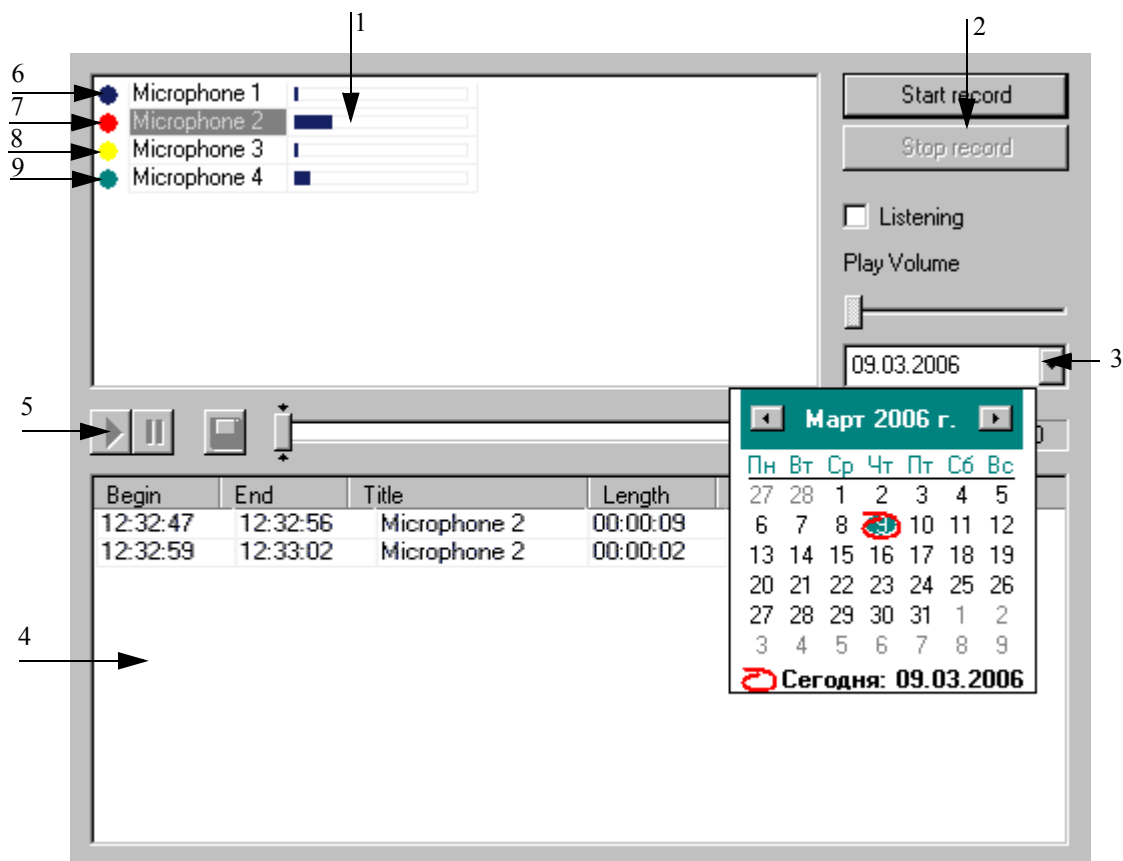 1
2
6
Microphone 1
Start record
7
Microphone 2
8
Microphone 3
Stop record
9
Microphone 4
Listening
Play Volume
09.03.2006
3
5
Март 2006 г.
Пн Вт Ср Чт Пт Сб Вс
27 28 1 2 3 4 5
6 7 8 9 10 11 12
13 14 15 16 17 18 19
20 21 22 23 24 25 26
27 28 29 30 31 1 2
3 4 5 6 7 8 9
Сегодня: 09.03.2006
Begin End Title Length
12:32:47 12:32:56 Microphone 2 00:00:09
12:32:59 12:33:02 Microphone 2 00:00:02
4